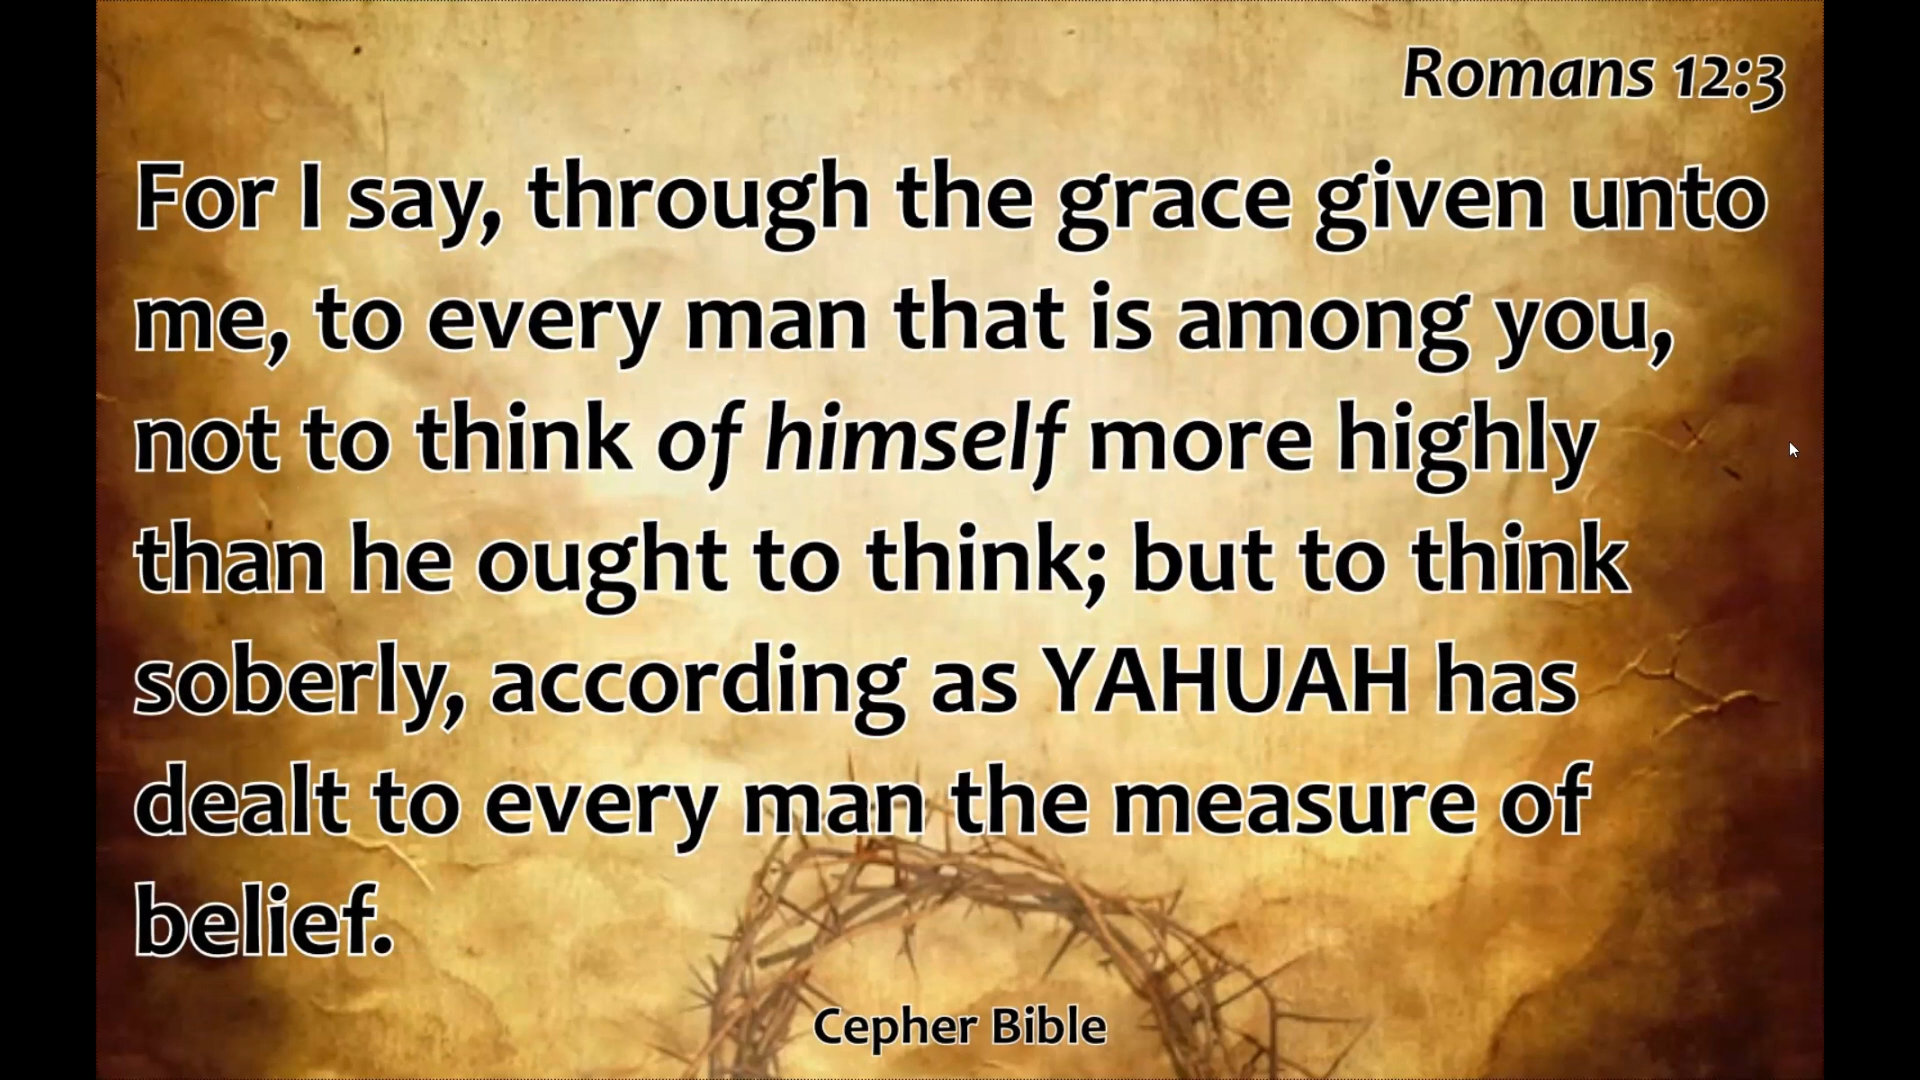 Romans 12:3
For I say, through the grace given unto
me, to every man that is among you,
not to think of himself more highly
than he ought to think; but to think
soberly, according as YAHUAH has
dealt to every man the measure of
belief.
Cepher Bible